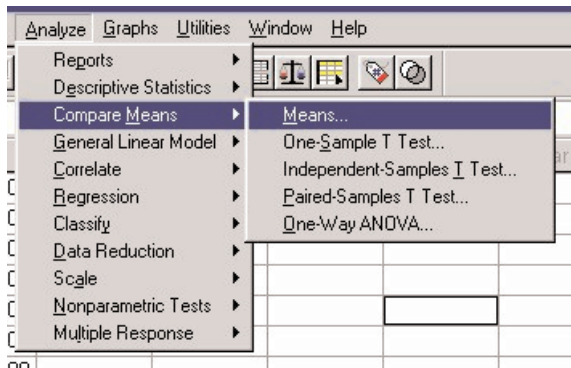 Analyze Graphs Utilities Window Help
Reports
Descriptive Statistics
Compare Means
General Linear Model
Correlate
Regression
Classify
Data Reduction
Scale
Nonparametric Tests
Multiple Response
Means...
One-Sample T Test...
Independent-Samples T Test...
Paired-Samples T Test...
One-Way ANOVA...